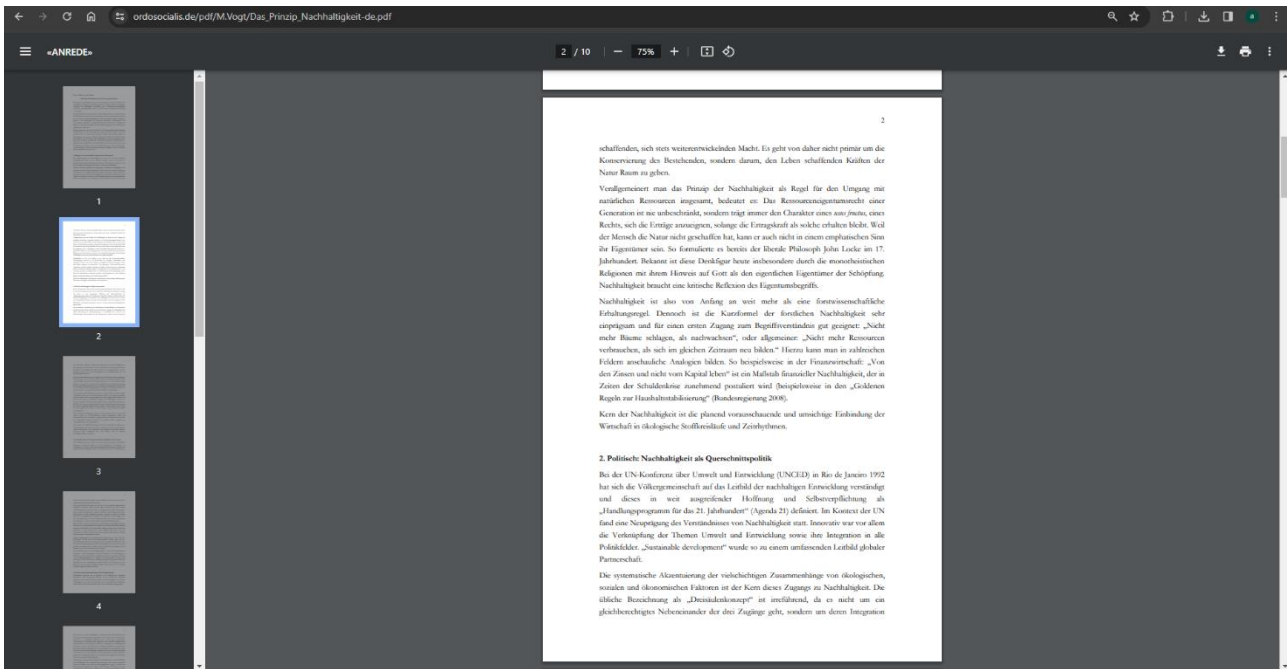 ordosocialis.de/pdf/M.Vogt/Das_Prinzip_Nachhaltigkeit-de.pdf
«ANREDE»
2 / 10
75%
1
2
3
4
2
schaffenden, sich stets weiterentwickelnden Macht. Es geht von daher nicht primär um die
Konservierung des Bestehenden, sondern darum, den Leben schaffenden Kräften der
Natur Raum zu geben.
Verallgemeinert man das Prinzip der Nachhaltigkeit als Regel für den Umgang mit
natürlichen Ressourcen insgesamt, bedeutet es: Das Ressourceneigentumsrecht einer
Generation ist nie unbeschränkt, sondern trägt immer den Charakter eines usus fructus, eines
Rechts, sich die Erträge anzueignen, solange die Ertragskraft als solche erhalten bleibt. Weil
der Mensch die Natur nicht geschaffen hat, kann er auch nicht in einem emphatischen Sinn
ihr Eigentümer sein. So formulierte es bereits der liberale Philosoph John Locke im 17.
Jahrhundert. Bekannt ist diese Denkfigur heute insbesondere durch die monotheistischen
Religionen mit ihrem Hinweis auf Gott als den eigentlichen Eigentümer der Schöpfung.
Nachhaltigkeit braucht eine kritische Reflexion des Eigentumsbegriffs.
Nachhaltigkeit ist also von Anfang an weit mehr als eine forstwissenschaftliche
Erhaltungsregel. Dennoch ist die Kurzformel der forstlichen Nachhaltigkeit sehr
einprägsam und für einen ersten Zugang zum Begriffsverständnis gut geeignet: „Nicht
mehr Bäume schlagen, als nachwachsen“, oder allgemeiner: „Nicht mehr Ressourcen
verbrauchen, als sich im gleichen Zeitraum neu bilden.“ Hierzu kann man in zahlreichen
Feldern anschauliche Analogien bilden. So beispielsweise in der Finanzwirtschaft: „Von
den Zinsen und nicht vom Kapital leben“ ist ein Maßstab finanzieller Nachhaltigkeit, der in
Zeiten der Schuldenkrise zunehmend postuliert wird (beispielsweise in den „Goldenen
Regeln zur Haushaltsstabilisierung“ (Bundesregierung 2008).
Kern der Nachhaltigkeit ist die planend vorausschauende und umsichtige Einbindung der
Wirtschaft in ökologische Stoffkreisläufe und Zeitrhythmen.
2. Politisch: Nachhaltigkeit als Querschnittspolitik
Bei der UN-Konferenz über Umwelt und Entwicklung (UNCED) in Rio de Janeiro 1992
hat sich die Völkergemeinschaft auf das Leitbild der nachhaltigen Entwicklung verständigt
und dieses in weit ausgreifender Hoffnung und Selbstverpflichtung als
„Handlungsprogramm für das 21. Jahrhundert“ (Agenda 21) definiert. Im Kontext der UN
fand eine Neuprägung des Verständnisses von Nachhaltigkeit statt. Innovativ war vor allem
die Verknüpfung der Themen Umwelt und Entwicklung sowie ihre Integration in alle
Politikfelder. „Sustainable development“ wurde so zu einem umfassenden Leitbild globaler
Partnerschaft.
Die systematische Akzentuierung der vielschichtigen Zusammenhänge von ökologischen,
sozialen und ökonomischen Faktoren ist der Kern dieses Zugangs zu Nachhaltigkeit. Die
übliche Bezeichnung als „Dreisäulenkonzept“ ist irreführend, da es nicht um ein
gleichberechtigtes Nebeneinander der drei Zugänge geht, sondern um deren Integration